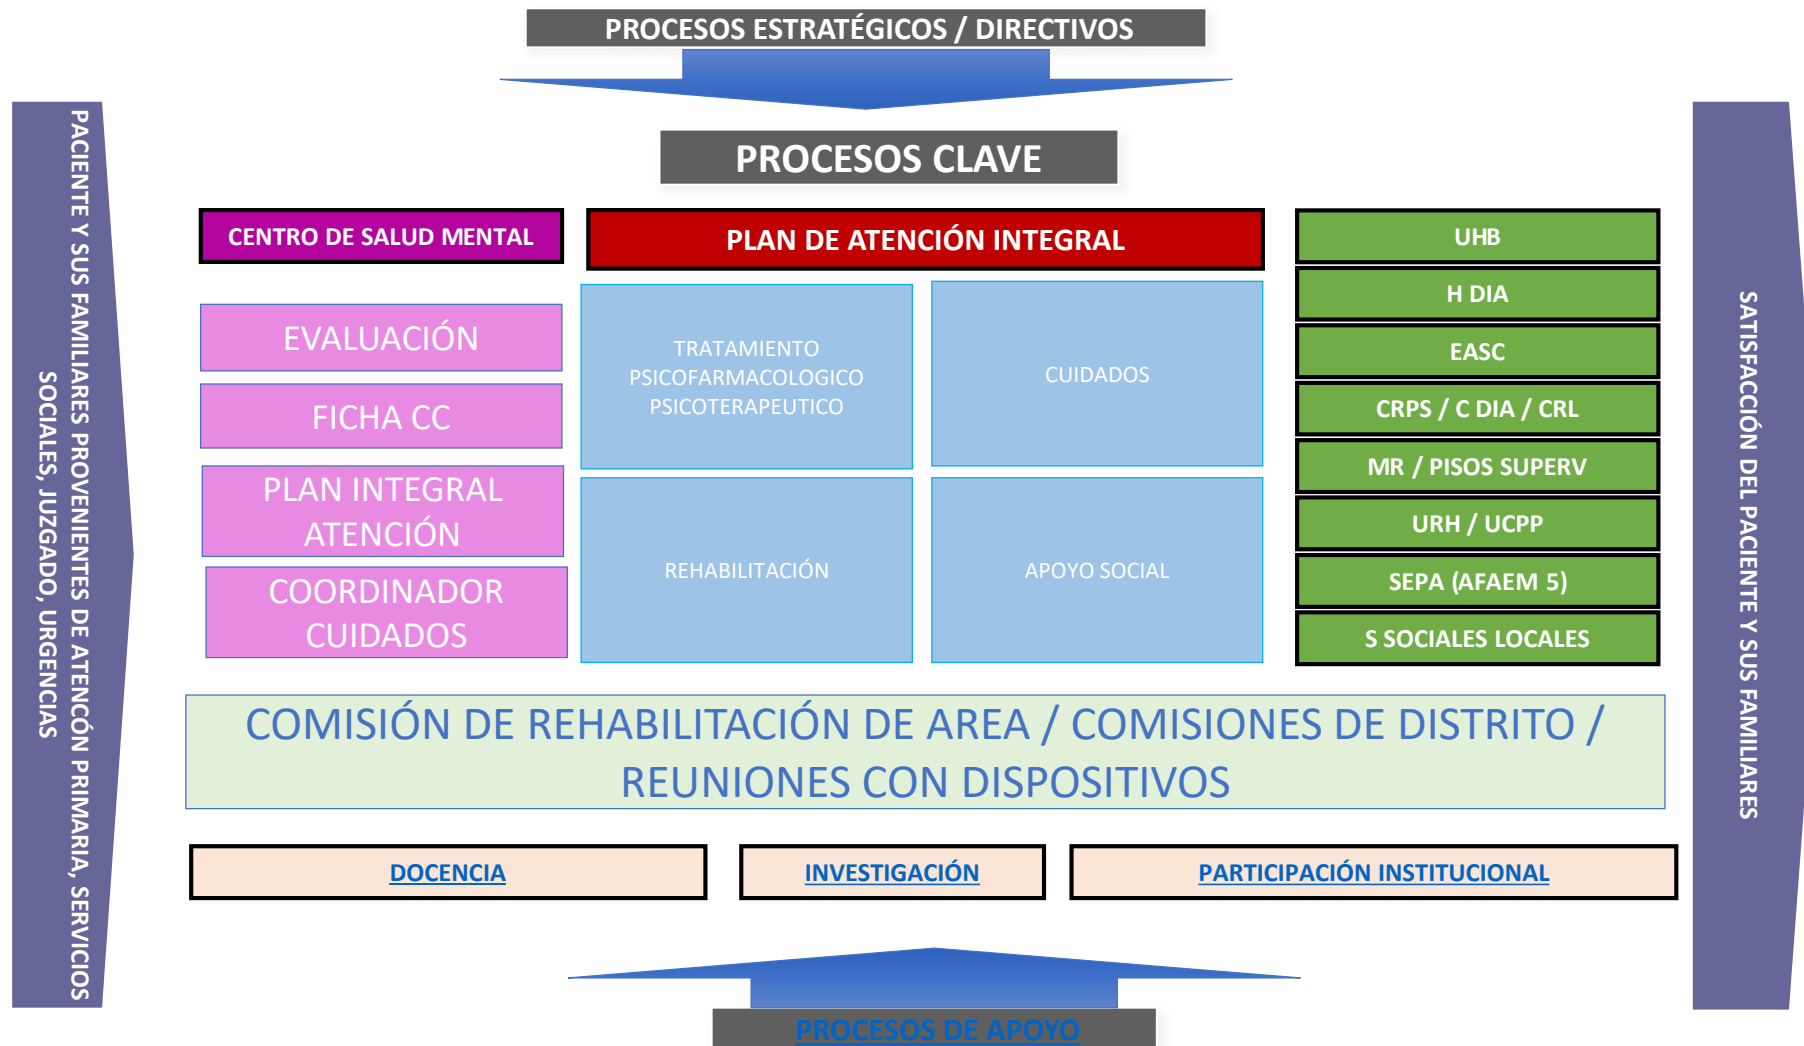 PROCESOS ESTRATÉGICOS / DIRECTIVOS
PROCESOS CLAVE
PACIENTE Y SUS FAMILIARES PROVENIENTES DE ATENCÓN PRIMARIA, SERVICIOS
SOCIALES, JUZGADO, URGENCIAS
CENTRO DE SALUD MENTAL
EVALUACIÓN
FICHA CC
PLAN INTEGRAL
ATENCIÓN
COORDINADOR
CUIDADOS
PLAN DE ATENCIÓN INTEGRAL
TRATAMIENTO
PSICOFARMACOLOGICO
PSICOTERAPEUTICO
CUIDADOS
REHABILITACIÓN
APOYO SOCIAL
UHB
H DIA
EASC
CRPS / C DIA / CRL
MR / PISOS SUPERV
URH / UCPP
SEPA (AFAEM 5)
S SOCIALES LOCALES
SATISFACCIÓN DEL PACIENTE Y SUS FAMILIARES
COMISIÓN DE REHABILITACIÓN DE AREA / COMISIONES DE DISTRITO /
REUNIONES CON DISPOSITIVOS
DOCENCIA
INVESTIGACIÓN
PARTICIPACIÓN INSTITUCIONAL
PROCESOS DE APOYO